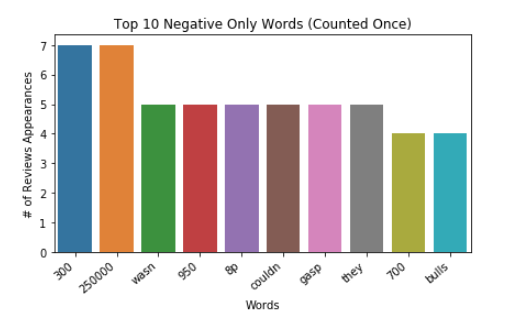 Top 10 Negative Only Words (Counted Once)
# of Reviews Appearances
7
6
5
4
3
2
1
0
300
250000
wasn
950
8p
couldn
gasp
they
700
bulls
Words